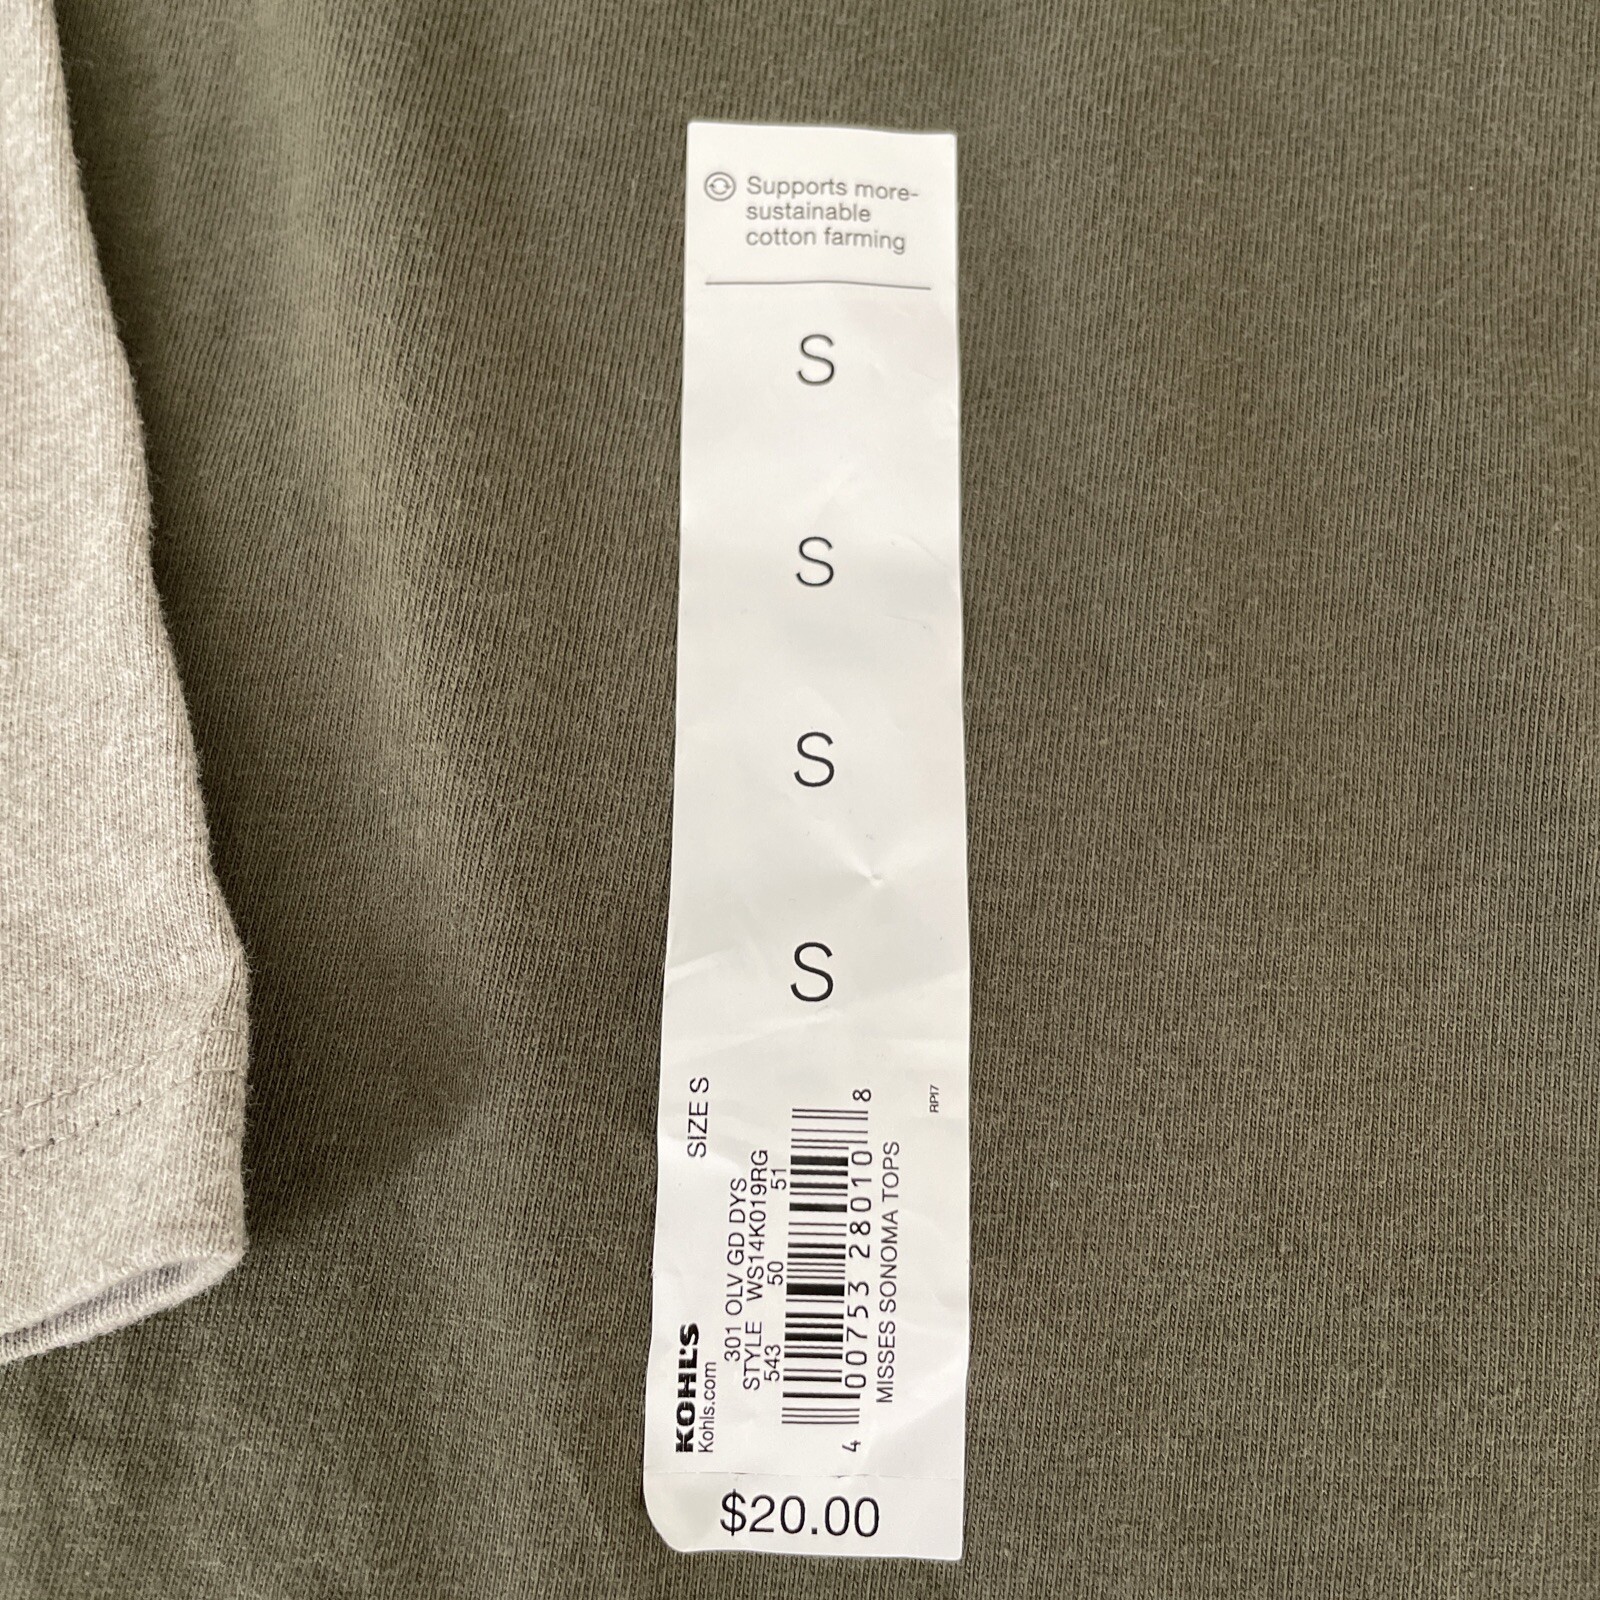 Supports more-
sustainable
cotton farming
S
S
S
S
KOHL'S
Kohls.com
SIZE S
301 OLV GD DYS
STYLE WS14K019RG
543 50 51
4 00753 28010 8
MISSES SONOMA TOPS
RP17
$20.00